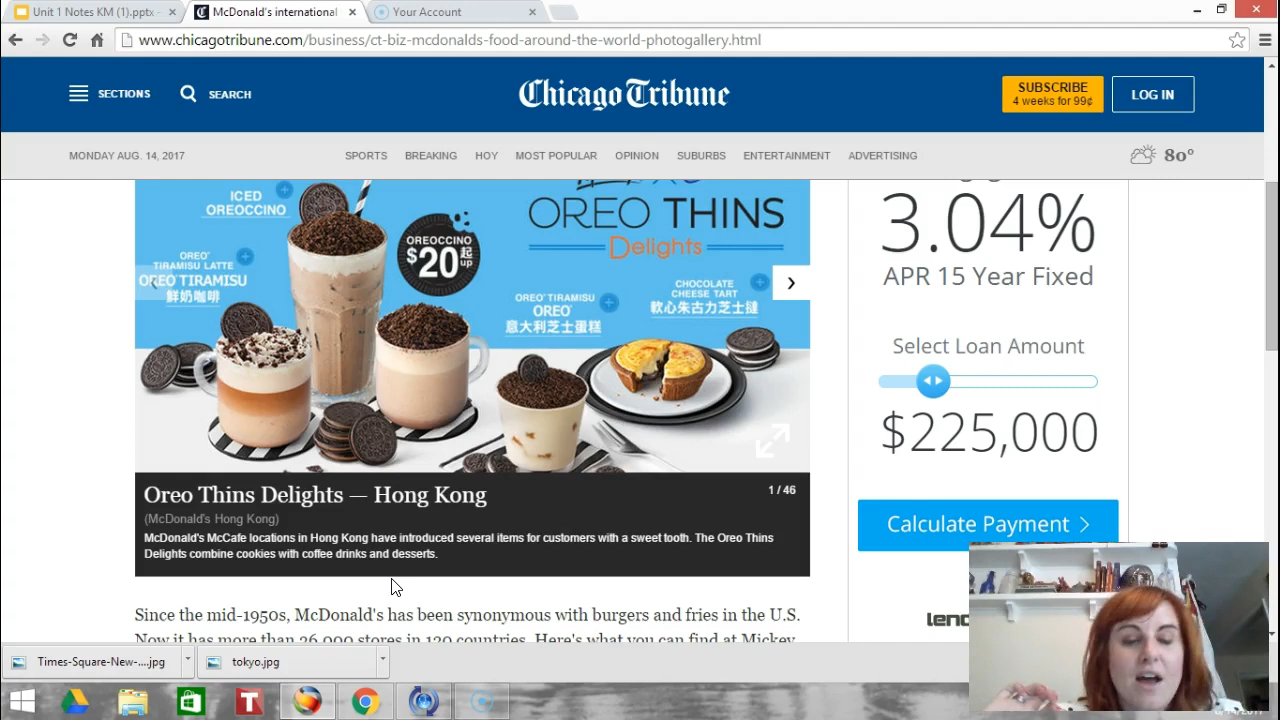 Unit 1 Notes KM (1).pptx -
McDonald's international
Your Account
www.chicagotribune.com/business/ct-biz-mcdonalds-food-around-the-world-photogallery.html
SECTIONS
SEARCH
Chicago Tribune
SUBSCRIBE
4 weeks for 99¢
LOG IN
MONDAY AUG. 14, 2017
SPORTS
BREAKING
HOY
MOST POPULAR
OPINION
SUBURBS
ENTERTAINMENT
ADVERTISING
80°
ICED
OREOCCINO
OREO THINS
Delights
OREOCCINO
$20起
up
OREO
TIRAMISU LATTE
OREO TIRAMISU
鮮奶咖啡
OREO TIRAMISU
OREO
意大利芝士蛋糕
CHOCOLATE
CHEESE TART
軟心朱古力芝士撻
Oreo Thins Delights — Hong Kong
1 / 46
(McDonald's Hong Kong)
McDonald's McCafe locations in Hong Kong have introduced several items for customers with a sweet tooth. The Oreo Thins
Delights combine cookies with coffee drinks and desserts.
Since the mid-1950s, McDonald's has been synonymous with burgers and fries in the U.S.
Now it has more than 36,000 stores in 120 countries. Here's what you can find at Mickey
3.04%
APR 15 Year Fixed
Select Loan Amount
$225,000
Calculate Payment
Times-Square-New-....jpg
tokyo.jpg